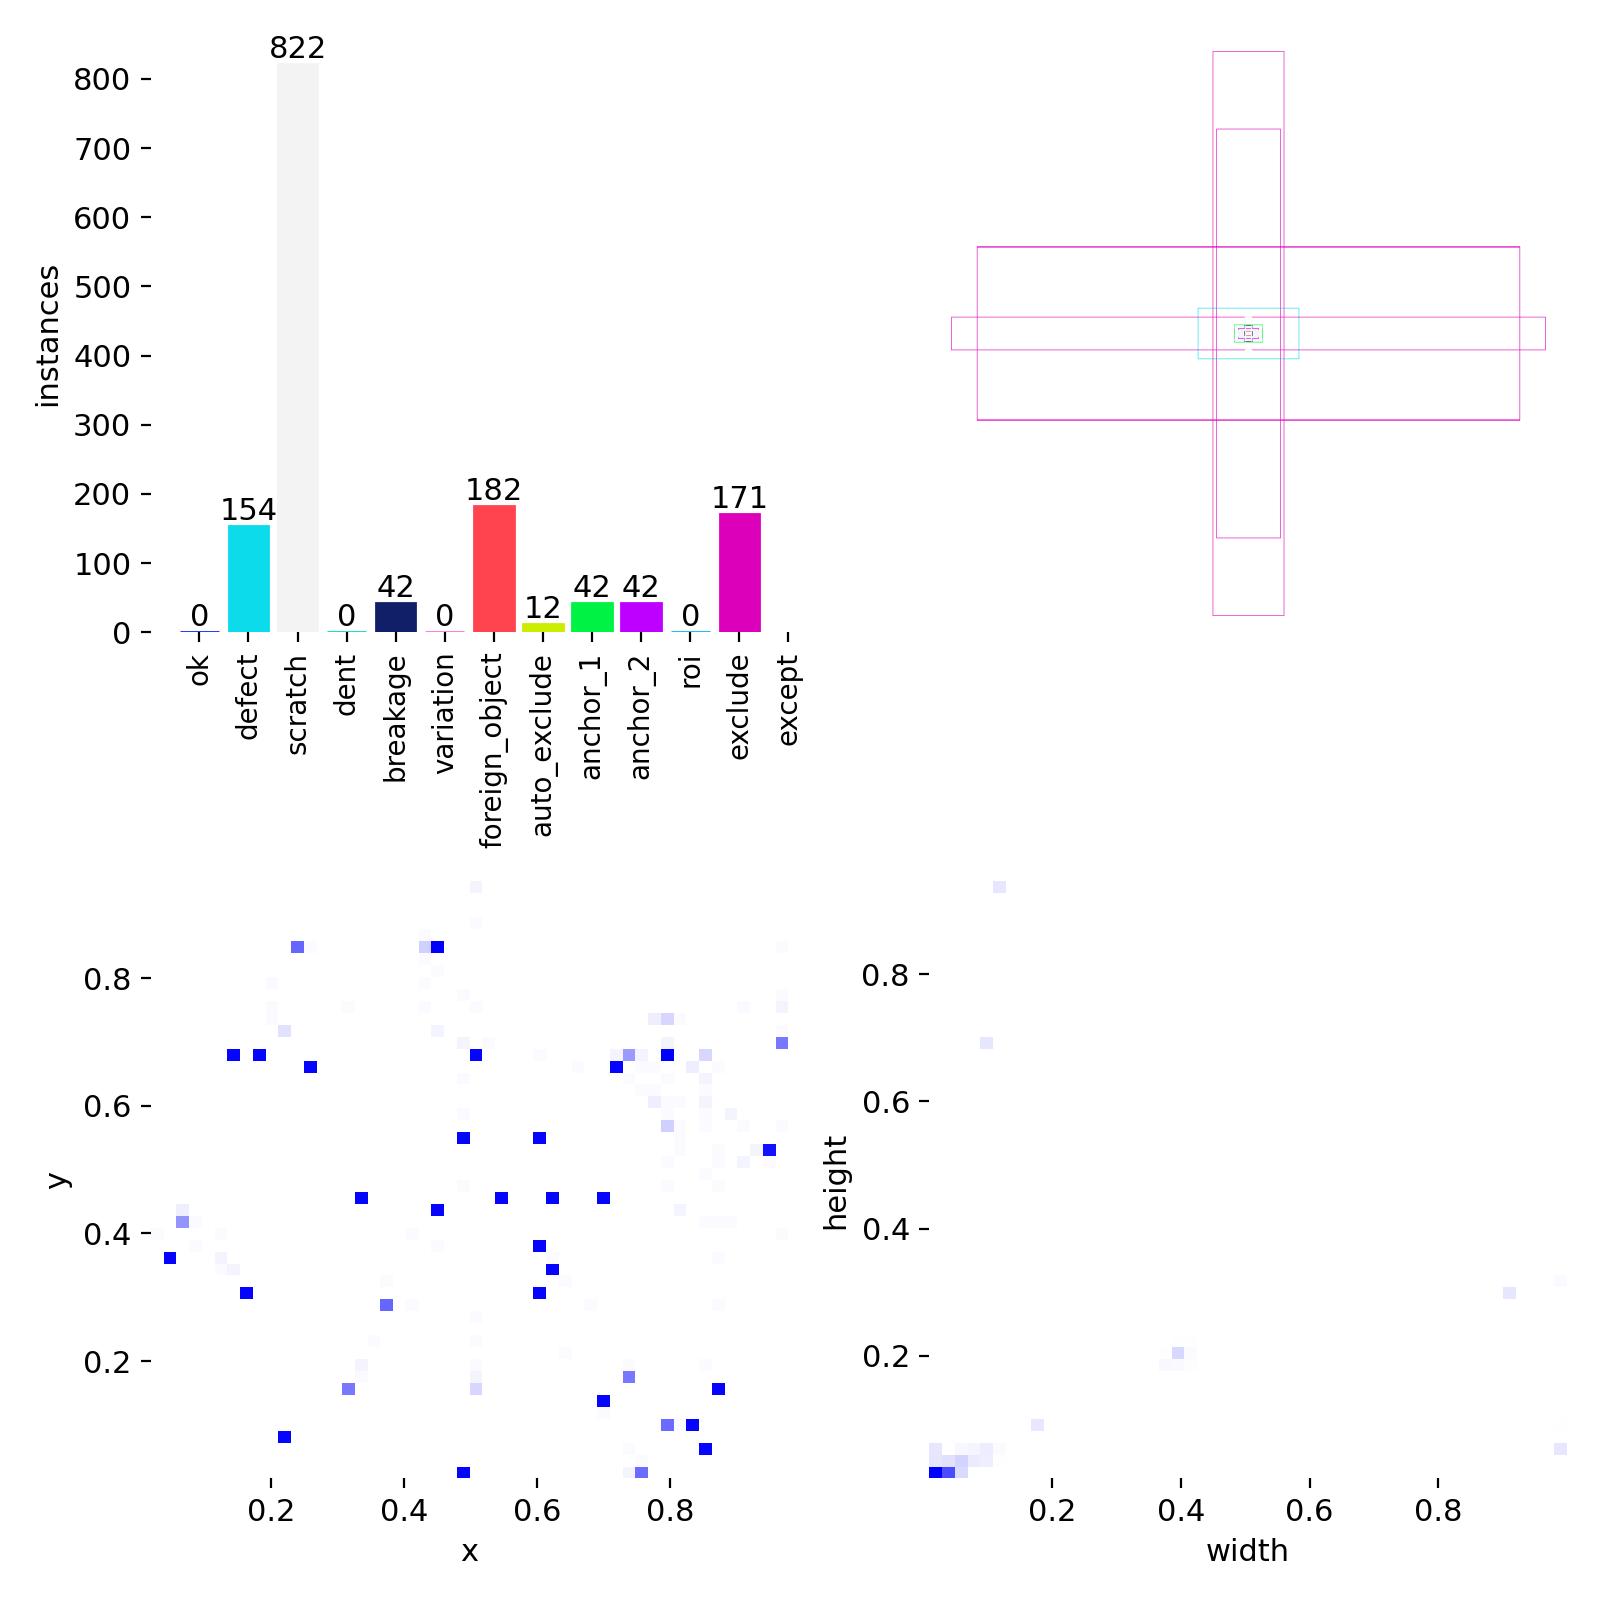 822
800
700
600
500
400
300
200
100
0
instances
0
154
0
42
0
182
12
42
42
0
171
ok
defect
scratch
dent
breakage
variation
foreign_object
auto_exclude
anchor_1
anchor_2
roi
exclude
except
0.8
0.6
0.4
0.2
y
0.2
0.4
0.6
0.8
x
0.8
0.6
0.4
0.2
height
0.2
0.4
0.6
0.8
width